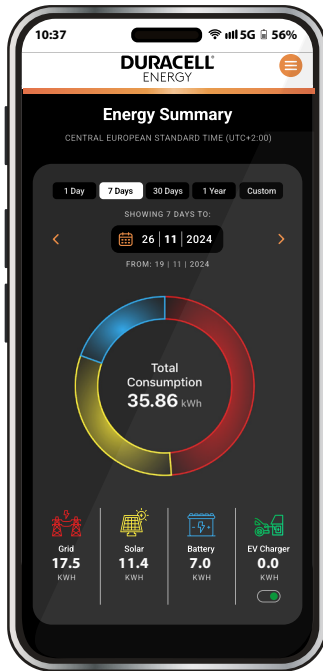 10:37 5G 56%
DURACELL®
ENERGY
Energy Summary
CENTRAL EUROPEAN STANDARD TIME (UTC+2:00)
1 Day 7 Days 30 Days 1 Year Custom
SHOWING 7 DAYS TO:
26 | 11 | 2024
FROM: 19 | 11 | 2024
Total
Consumption
35.86 kWh
Grid Solar Battery EV Charger
17.5 11.4 7.0 0.0
KWH KWH KWH KWH